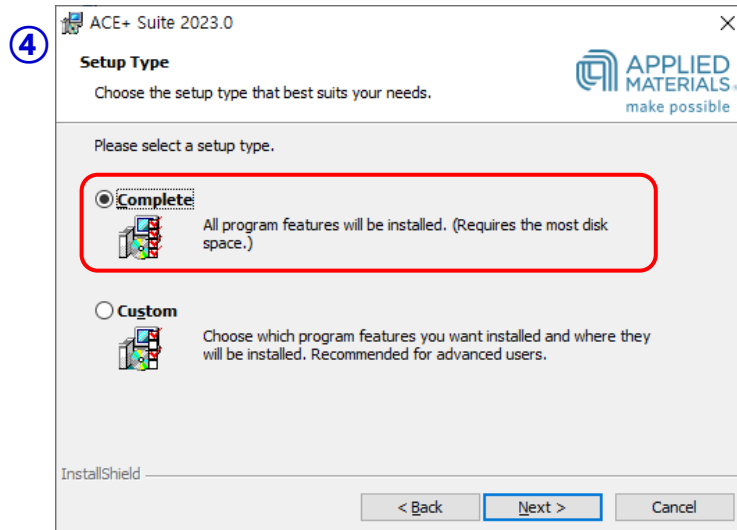 ④
ACE+ Suite 2023.0
Setup Type
Choose the setup type that best suits your needs.
APPLIED
MATERIALS®
make possible
Please select a setup type.
Complete
All program features will be installed. (Requires the most disk
space.)
Custom
Choose which program features you want installed and where they
will be installed. Recommended for advanced users.
InstallShield
< Back
Next >
Cancel